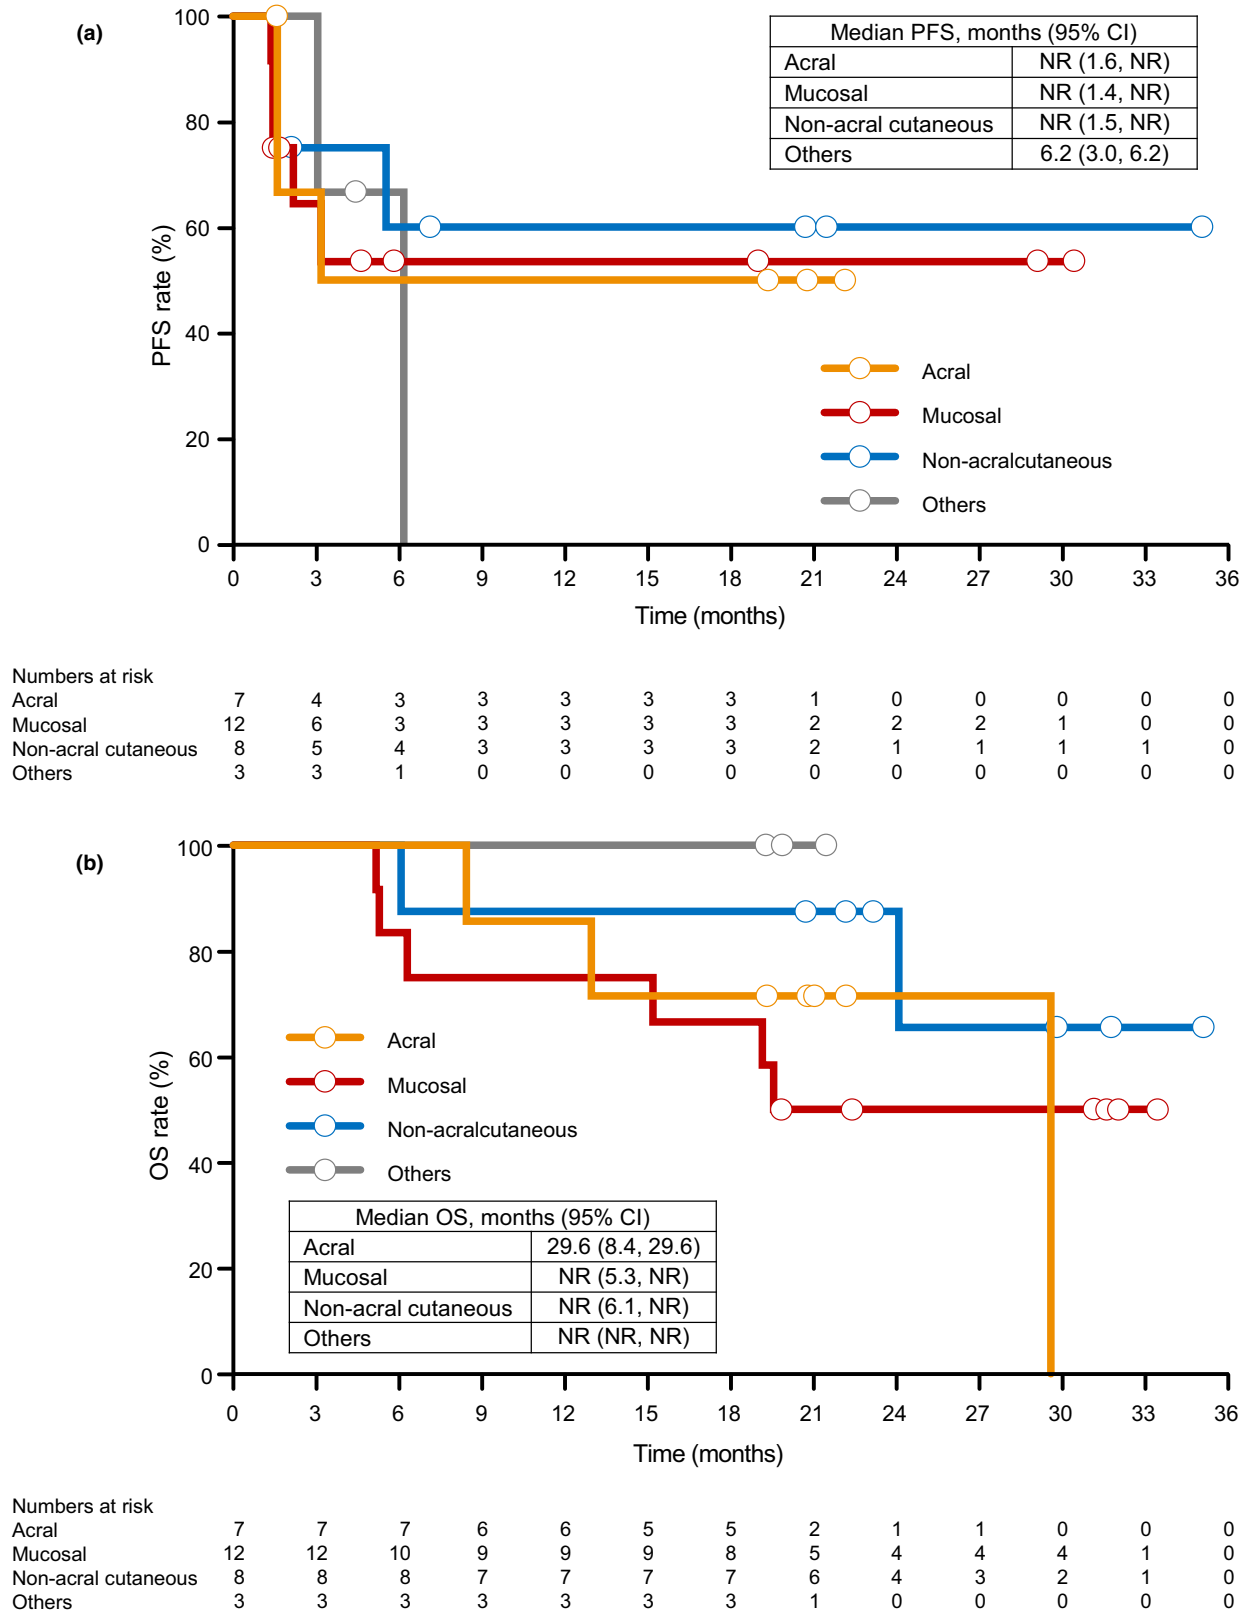 (a)
Median PFS, months (95% CI)
Acral NR (1.6, NR)
Mucosal NR (1.4, NR)
Non-acral cutaneous NR (1.5, NR)
Others 6.2 (3.0, 6.2)
PFS rate (%)
100
80
60
40
20
0
Acral
Mucosal
Non-acralcutaneous
Others
0 3 6 9 12 15 18 21 24 27 30 33 36
Time (months)
Numbers at risk
Acral 7 4 3 3 3 3 3 1 0 0 0 0 0
Mucosal 12 6 3 3 3 3 3 2 2 2 1 0 0
Non-acral cutaneous 8 5 4 3 3 3 3 2 1 1 1 1 0
Others 3 3 1 0 0 0 0 0 0 0 0 0 0
(b)
OS rate (%)
100
80
60
40
20
0
Acral
Mucosal
Non-acralcutaneous
Others
Median OS, months (95% CI)
Acral 29.6 (8.4, 29.6)
Mucosal NR (5.3, NR)
Non-acral cutaneous NR (6.1, NR)
Others NR (NR, NR)
0 3 6 9 12 15 18 21 24 27 30 33 36
Time (months)
Numbers at risk
Acral 7 7 7 6 6 5 5 2 1 1 0 0 0
Mucosal 12 12 10 9 9 9 8 5 4 4 4 1 0
Non-acral cutaneous 8 8 8 7 7 7 7 6 4 3 2 1 0
Others 3 3 3 3 3 3 3 1 0 0 0 0 0